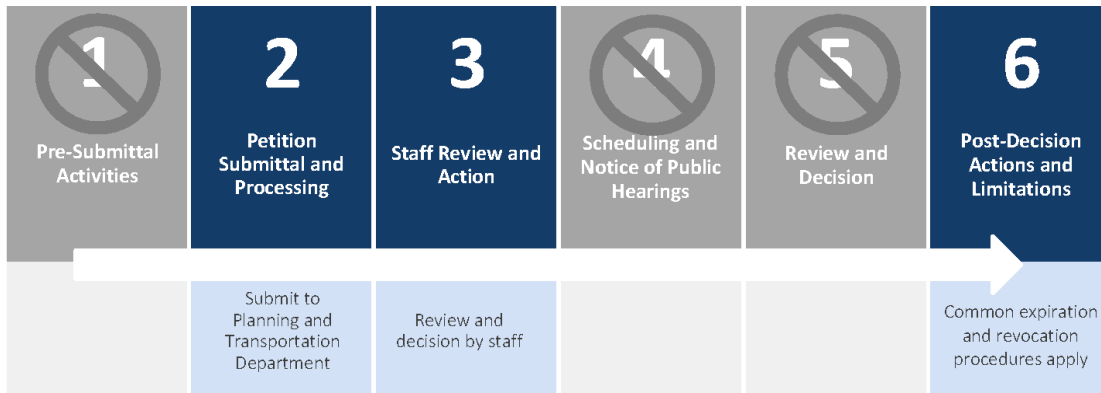 1
Pre-Submittal
Activities
2
Petition
Submittal and
Processing
3
Staff Review and
Action
4
Scheduling and
Notice of Public
Hearings
5
Review and
Decision
6
Post-Decision
Actions and
Limitations
Submit to
Planning and
Transportation
Department
Review and
decision by staff
Common expiration
and revocation
procedures apply